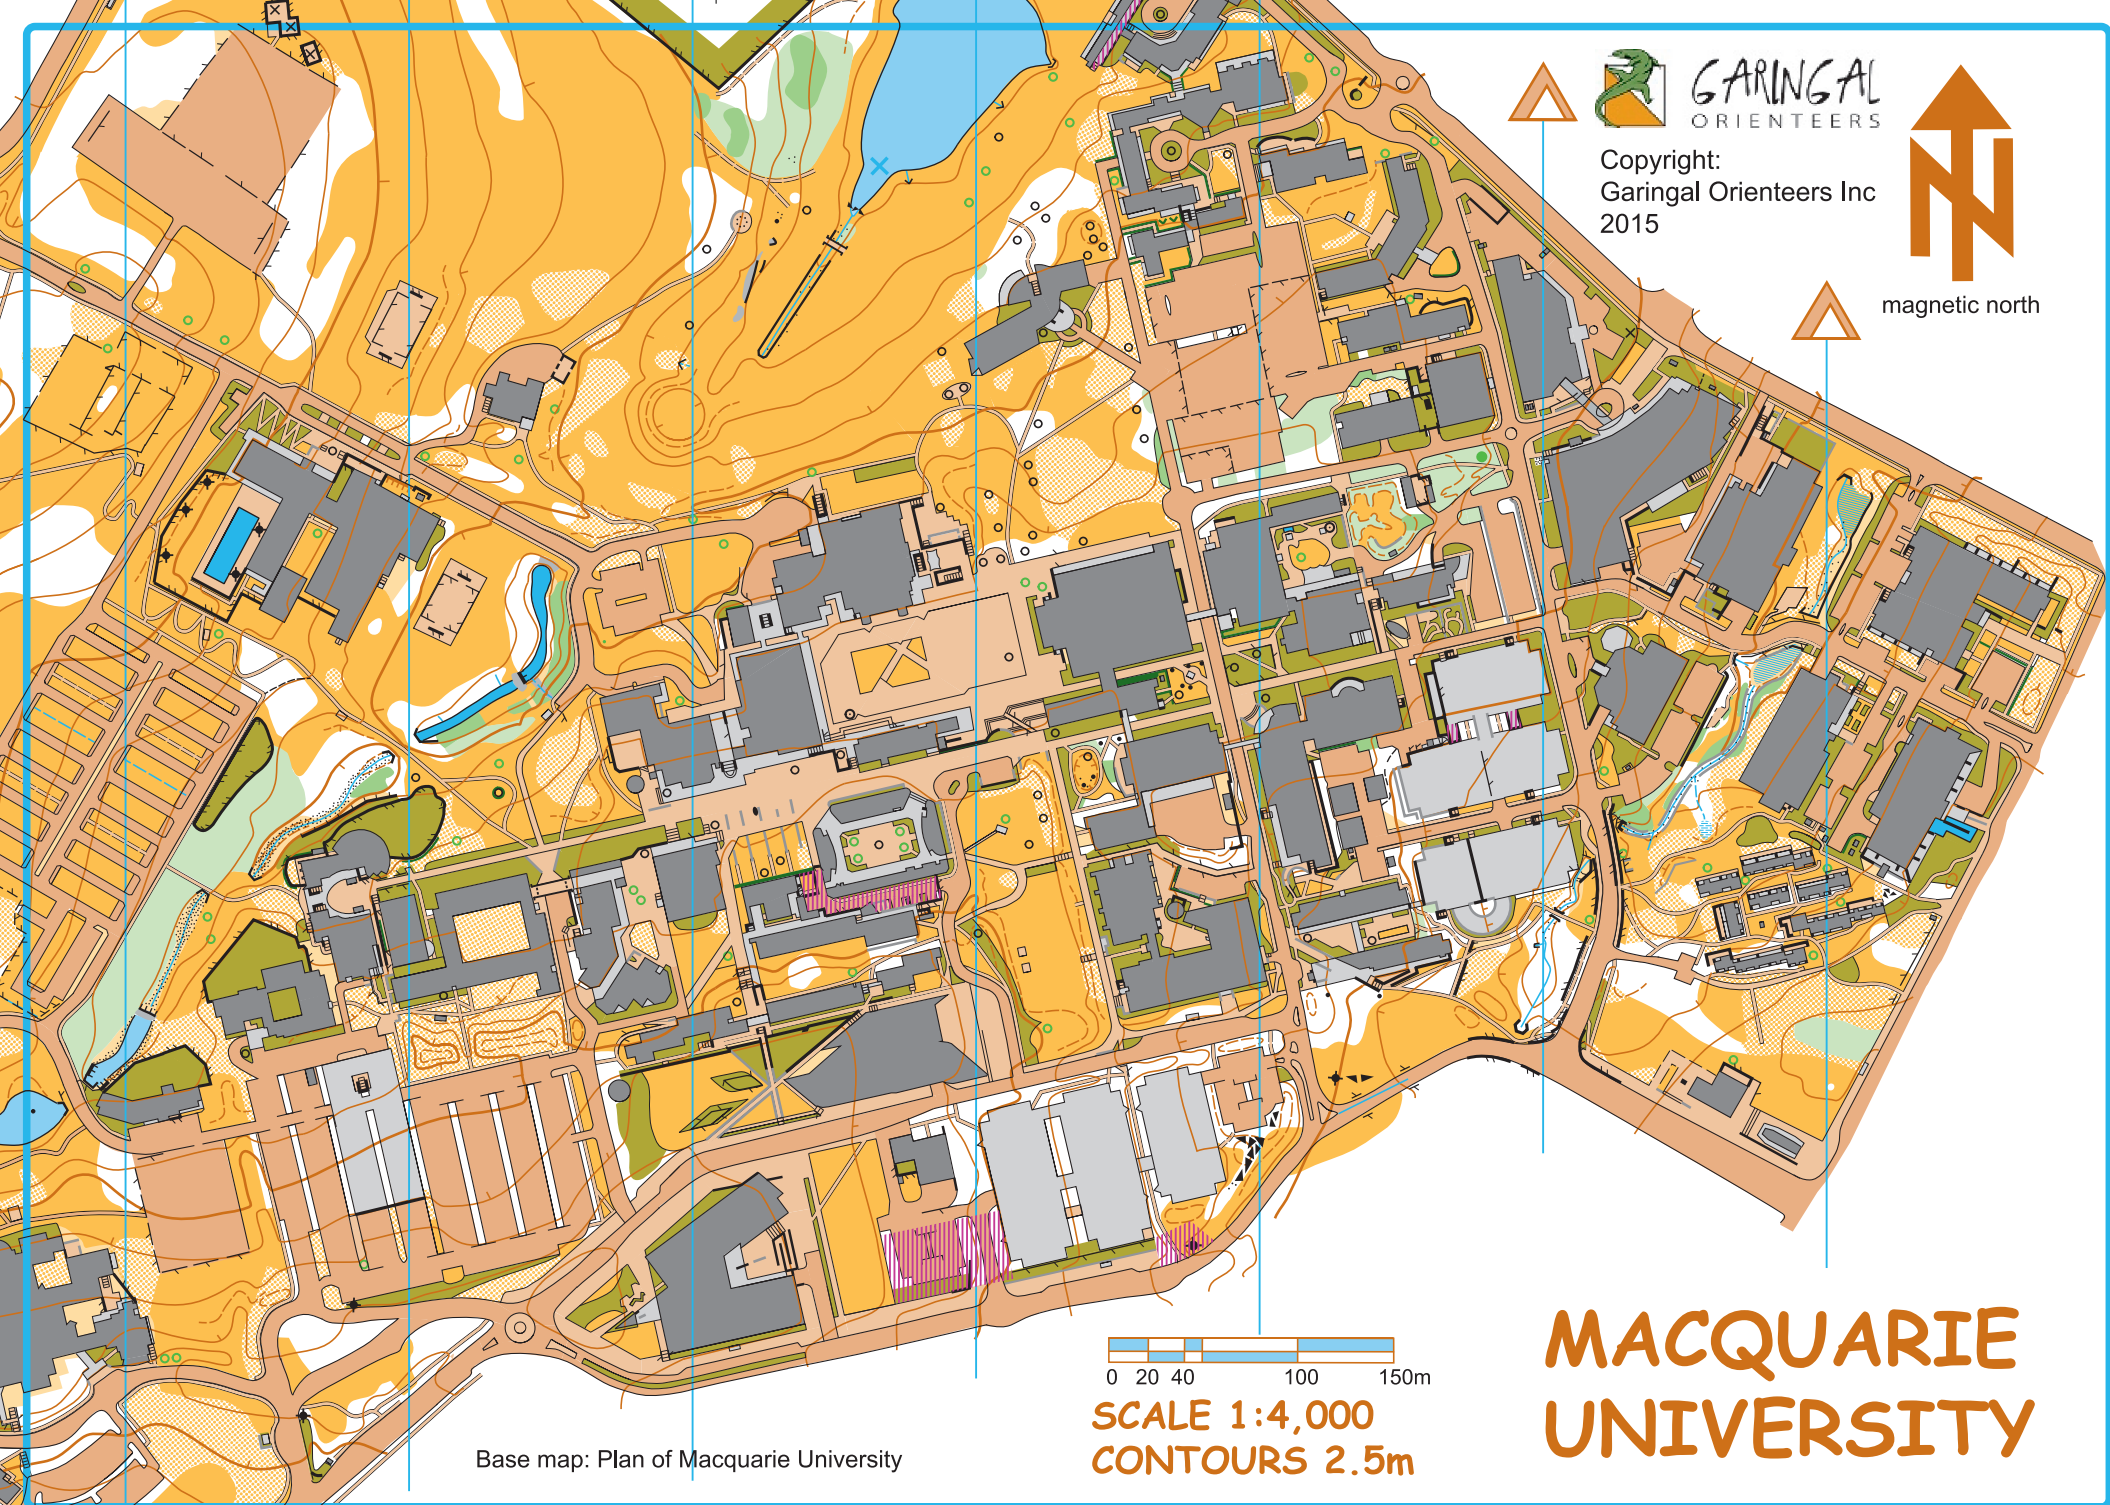 GARINGAL
ORIENTEERS
Copyright:
Garingal Orienteers Inc
2015
magnetic north
0 20 40 100 150m
SCALE 1:4,000
CONTOURS 2.5m
MACQUARIE
UNIVERSITY
Base map: Plan of Macquarie University